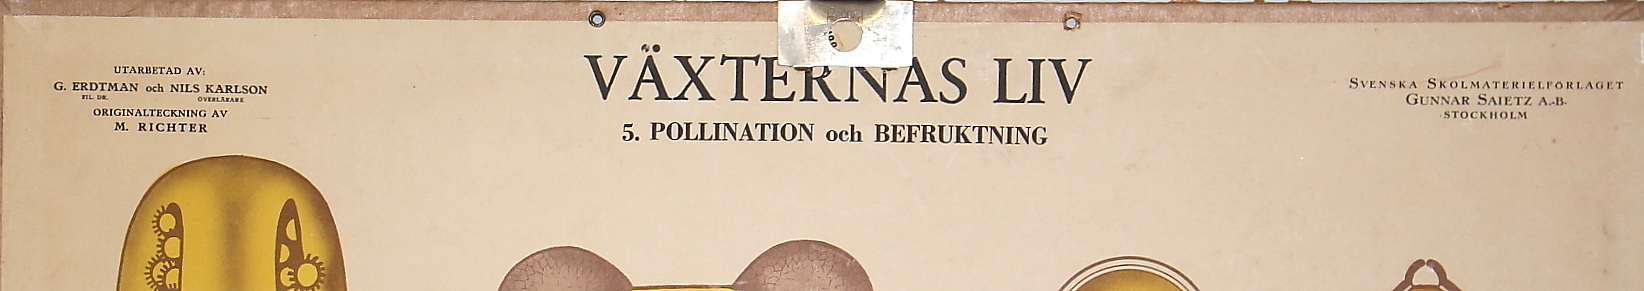 UTARBETAD AV:
G. ERDTMAN och NILS KARLSON
FIL. DR. ÖVERLÄRARE
ORIGINALTECKNING AV
M. RICHTER
VÄXTERNAS LIV
5. POLLINATION och BEFRUKTNING
SVENSKA SKOLMATERIELFÖRLAGET
GUNNAR SAIETZ A.-B.
STOCKHOLM